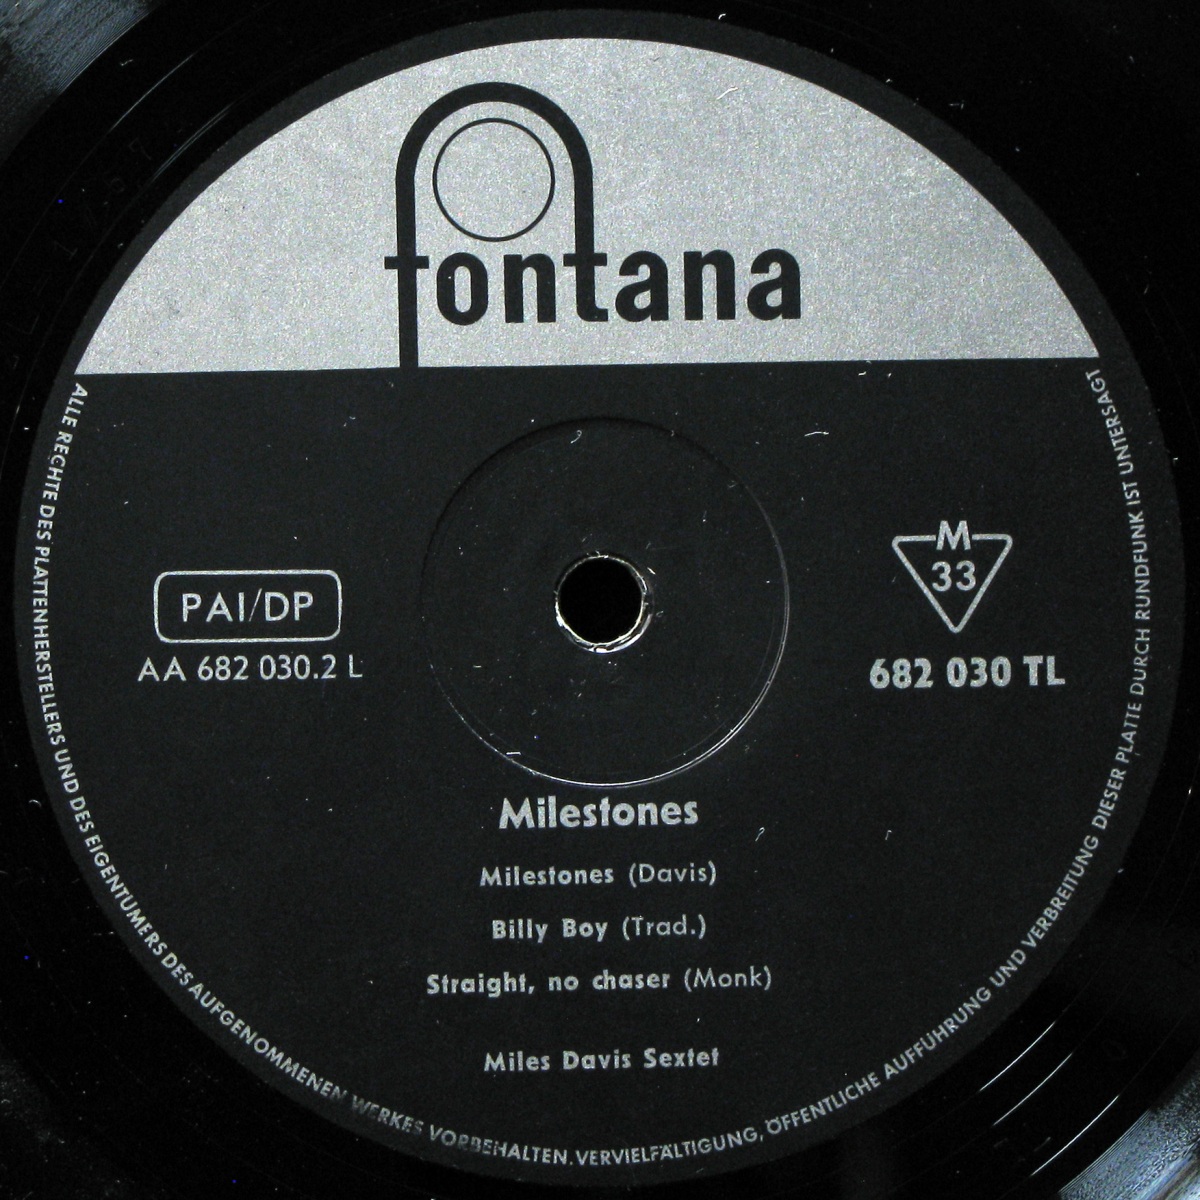 fontana
PAI/DP
AA 682 030.2 L
M
33
682 030 TL
Milestones
Milestones (Davis)
Billy Boy (Trad.)
Straight, no chaser (Monk)
Miles Davis Sextet
ALLE RECHTE DES PLATTENHERSTELLERS UND DES EIGENTUMERS DES AUFGENOMMENEN WERKES VORBEHALTEN. VERVIELFÄLTIGUNG, ÖFFENTLICHE AUFFÜHRUNG UND VERBREITUNG DIESER PLATTE DURCH RUNDFUNK IST UNTERSAGT